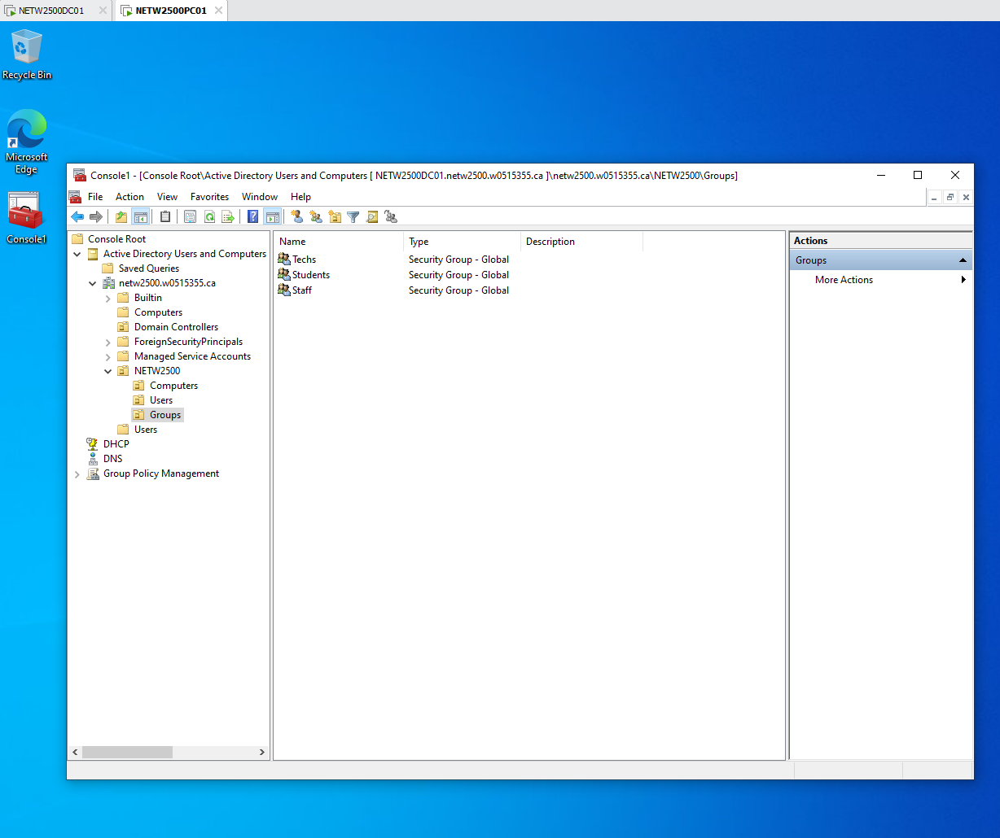 NETW2500DC01
NETW2500PC01
Recycle Bin
Microsoft
Edge
Console1
Console1 - [Console Root\Active Directory Users and Computers [ NETW2500DC01.netw2500.w0515355.ca ]\netw2500.w0515355.ca\NETW2500\Groups]
File Action View Favorites Window Help
Console Root
Active Directory Users and Computers
Saved Queries
netw2500.w0515355.ca
Builtin
Computers
Domain Controllers
ForeignSecurityPrincipals
Managed Service Accounts
NETW2500
Computers
Users
Groups
Users
DHCP
DNS
Group Policy Management
Name Type Description
Techs Security Group - Global
Students Security Group - Global
Staff Security Group - Global
Actions
Groups
More Actions